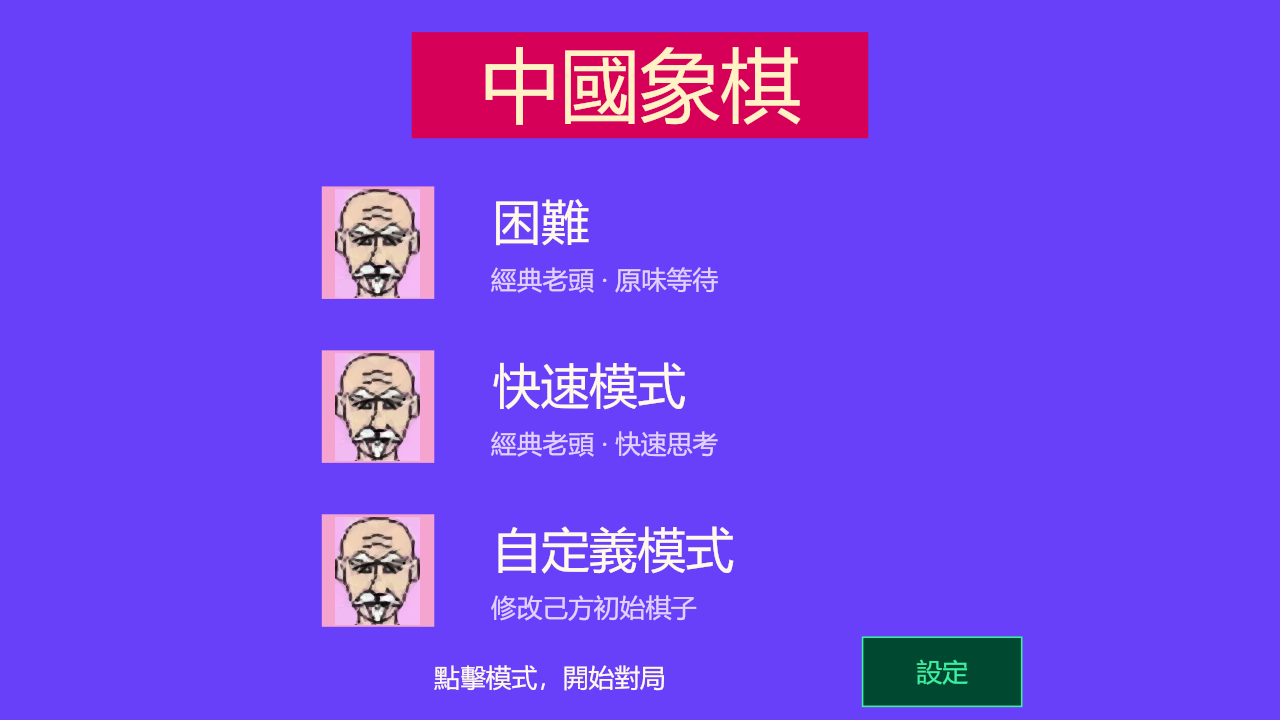 中國象棋
困難
經典老頭 · 原味等待
快速模式
經典老頭 · 快速思考
自定義模式
修改己方初始棋子
點擊模式，開始對局
設定